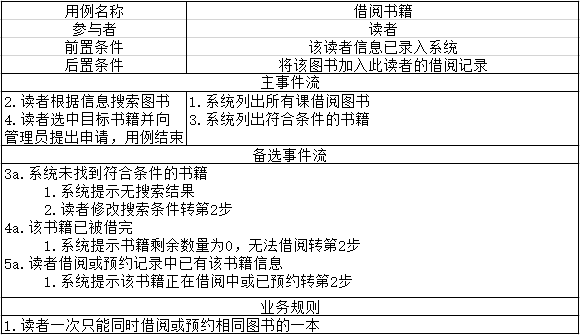 用例名称 借阅书籍
参与者 读者
前置条件 该读者信息已录入系统
后置条件 将该图书加入此读者的借阅记录
主事件流
2.读者根据信息搜索图书 1.系统列出所有课借阅图书
4.读者选中目标书籍并向 3.系统列出符合条件的书籍
管理员提出申请，用例结束
备选事件流
3a.系统未找到符合条件的书籍
1.系统提示无搜索结果
2.读者修改搜索条件转第2步
4a.该书籍已被借完
1.系统提示书籍剩余数量为0，无法借阅转第2步
5a.读者借阅或预约记录中已有该书籍信息
1.系统提示该书籍正在借阅中或已预约转第2步
业务规则
1.读者一次只能同时借阅或预约相同图书的一本